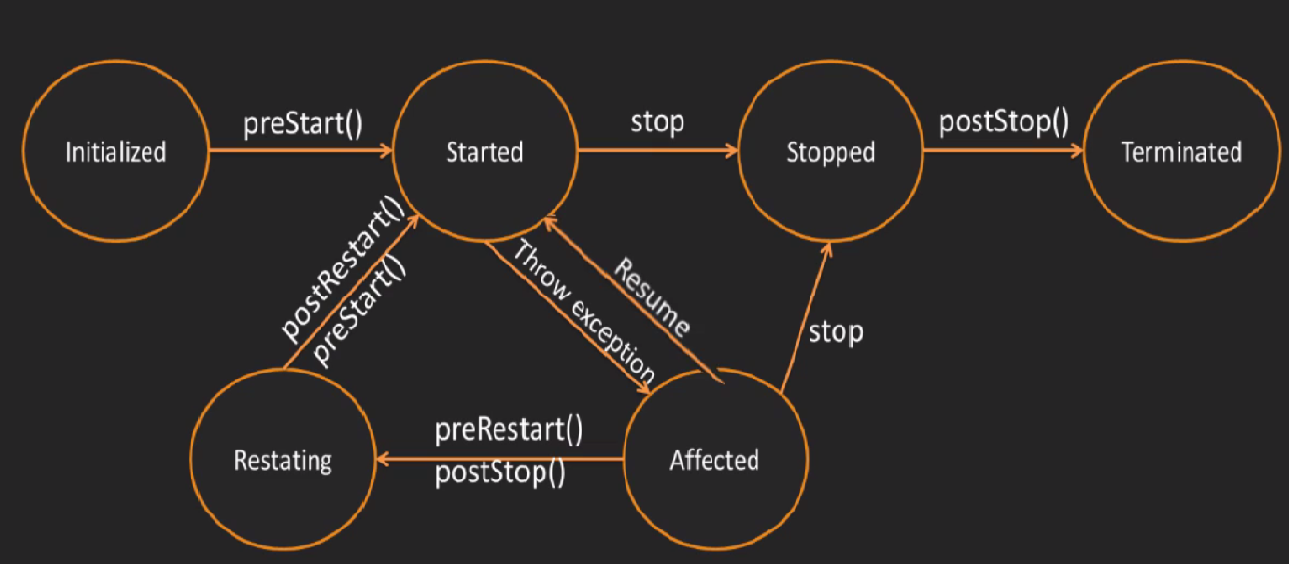 preStart()
stop
postStop()
Initialized
Started
Stopped
Terminated
postRestart()
preStart()
Throw exception
Resume
stop
preRestart()
postStop()
Restating
Affected